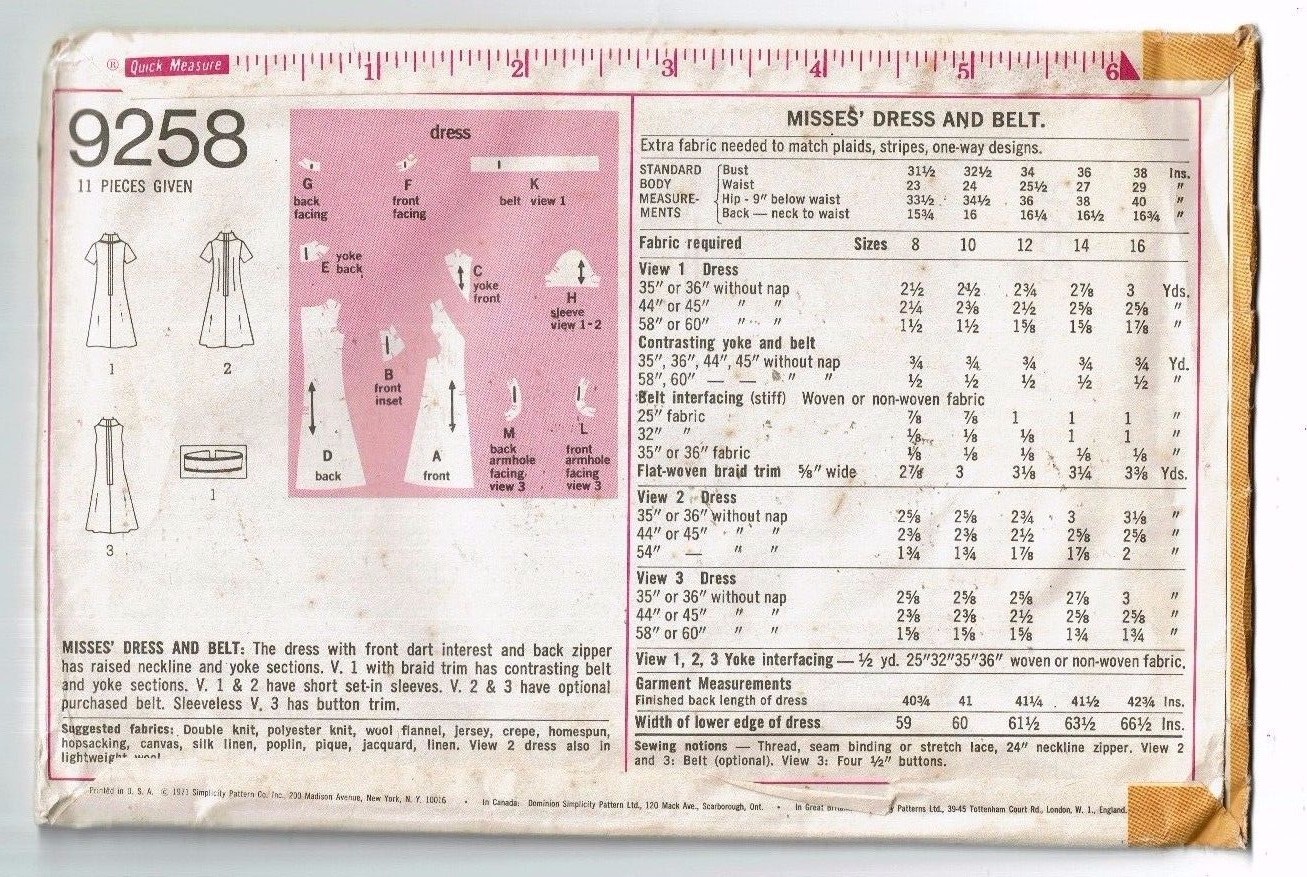 ® Quick Measure 1 2 3 4 5 6
9258
11 PIECES GIVEN
1
2
3
1
dress
G
back
facing
F
front
facing
K
belt view 1
E yoke
back
C
yoke
front
H
sleeve
view 1-2
B
front
inset
D
back
A
front
M
back
armhole
facing
view 3
L
front
armhole
facing
view 3
MISSES' DRESS AND BELT: The dress with front dart interest and back zipper
has raised neckline and yoke sections. V. 1 with braid trim has contrasting belt
and yoke sections. V. 1 & 2 have short set-in sleeves. V. 2 & 3 have optional
purchased belt. Sleeveless V. 3 has button trim.
Suggested fabrics: Double knit, polyester knit, wool flannel, jersey, crepe, homespun,
hopsacking, canvas, silk linen, poplin, pique, jacquard, linen. View 2 dress also in
lightweight wool
MISSES' DRESS AND BELT.
Extra fabric needed to match plaids, stripes, one-way designs.
STANDARD Bust 31½ 32½ 34 36 38 Ins.
BODY Waist 23 24 25½ 27 29 "
MEASURE- Hip - 9" below waist 33½ 34½ 36 38 40 "
MENTS Back — neck to waist 15¾ 16 16¼ 16½ 16¾ "
Fabric required Sizes 8 10 12 14 16
View 1 Dress
35" or 36" without nap 2½ 2½ 2¾ 2⅞ 3 Yds.
44" or 45" " " 2¼ 2⅜ 2½ 2⅝ 2⅝ "
58" or 60" " " 1½ 1½ 1⅝ 1⅝ 1⅞ "
Contrasting yoke and belt
35", 36", 44", 45" without nap ¾ ¾ ¾ ¾ ¾ Yd.
58", 60" — — " " ½ ½ ½ ½ ½ "
Belt interfacing (stiff) Woven or non-woven fabric
25" fabric ⅞ ⅞ 1 1 1 "
32" " ⅛ ⅛ ⅛ 1 1 "
35" or 36" fabric ⅛ ⅛ ⅛ ⅛ ⅛ "
Flat-woven braid trim ⅝" wide 2⅞ 3 3⅛ 3¼ 3⅜ Yds.
View 2 Dress
35" or 36" without nap 2⅝ 2⅝ 2¾ 3 3⅛ "
44" or 45" " " 2⅜ 2⅜ 2½ 2⅝ 2⅝ "
54" — " " 1¾ 1¾ 1⅞ 1⅞ 2 "
View 3 Dress
35" or 36" without nap 2⅝ 2⅝ 2⅝ 2⅞ 3 "
44" or 45" " " 2⅜ 2⅜ 2½ 2⅝ 2⅝ "
58" or 60" " " 1⅝ 1⅝ 1⅝ 1¾ 1¾ "
View 1, 2, 3 Yoke interfacing — ½ yd. 25"32"35"36" woven or non-woven fabric.
Garment Measurements
Finished back length of dress 40¾ 41 41¼ 41½ 42¾ Ins.
Width of lower edge of dress 59 60 61½ 63½ 66½ Ins.
Sewing notions — Thread, seam binding or stretch lace, 24" neckline zipper. View 2
and 3: Belt (optional). View 3: Four ½" buttons.
Printed in U. S. A. © 1971 Simplicity Pattern Co. Inc., 200 Madison Avenue, New York, N. Y. 10016 • In Canada: Dominion Simplicity Pattern Ltd., 120 Mack Ave., Scarborough, Ont. • In Great Patterns Ltd., 39-45 Tottenham Court Rd., London, W. 1., England.